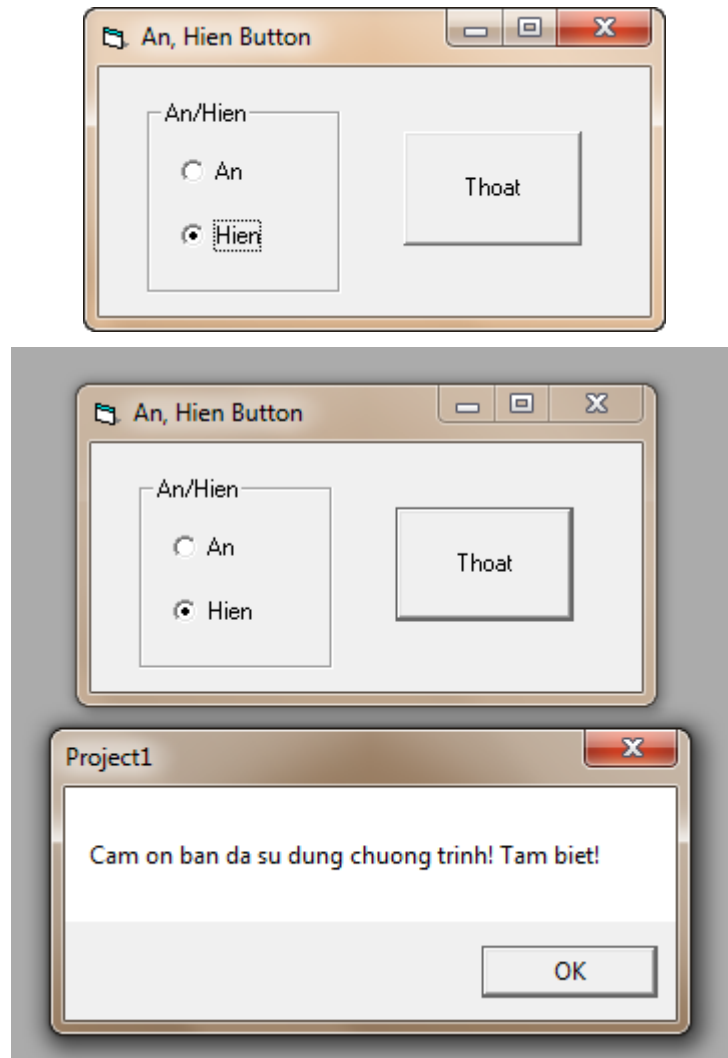 An, Hien Button
An/Hien
An
Thoat
Hien
An, Hien Button
An/Hien
An
Thoat
Hien
Project1
Cam on ban da su dung chuong trinh! Tam biet!
OK